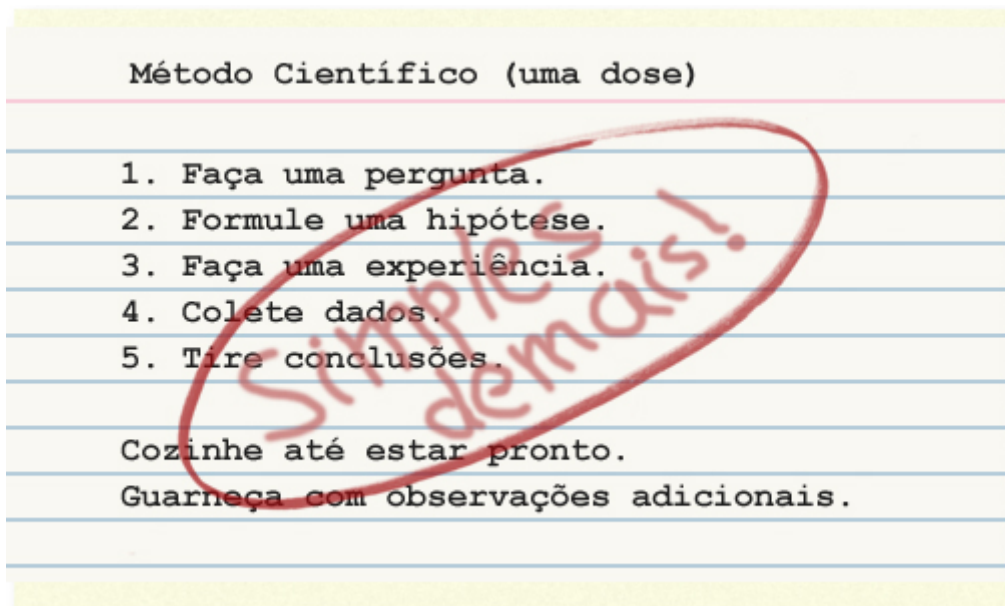 Método Científico (uma dose)
1. Faça uma pergunta.
2. Formule uma hipótese.
3. Faça uma experiência.
4. Colete dados.
5. Tire conclusões.
Cozinhe até estar pronto.
Guarneça com observações adicionais.
Simples
demais!